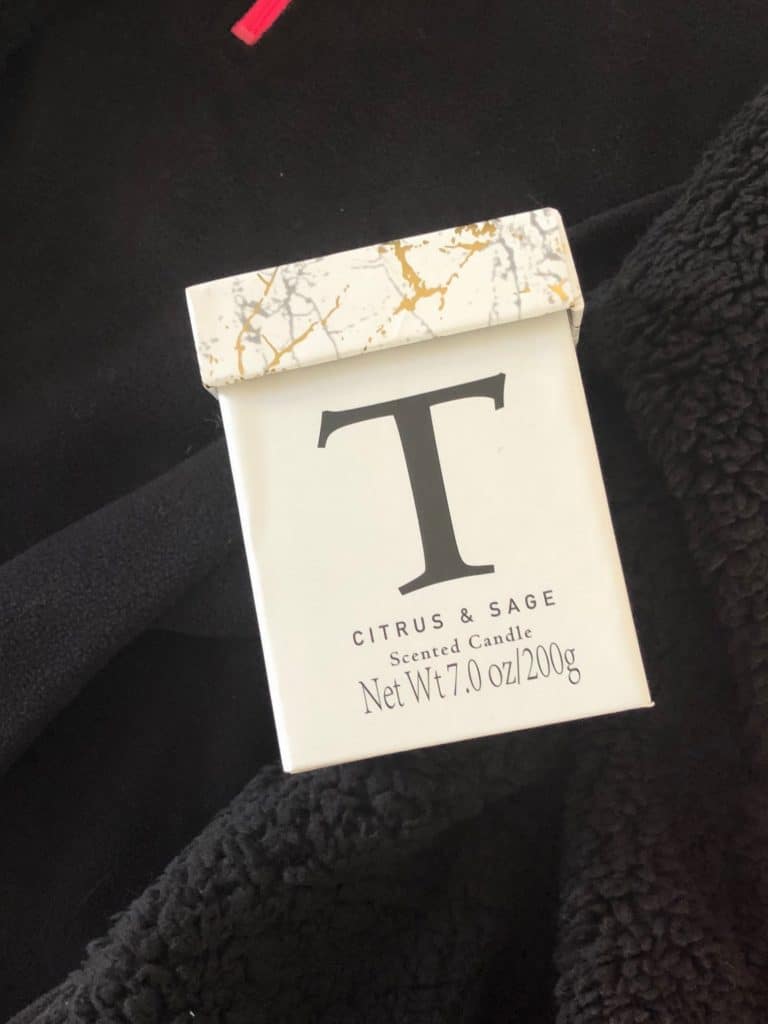 T
CITRUS & SAGE
Scented Candle
Net Wt 7.0 oz/200g